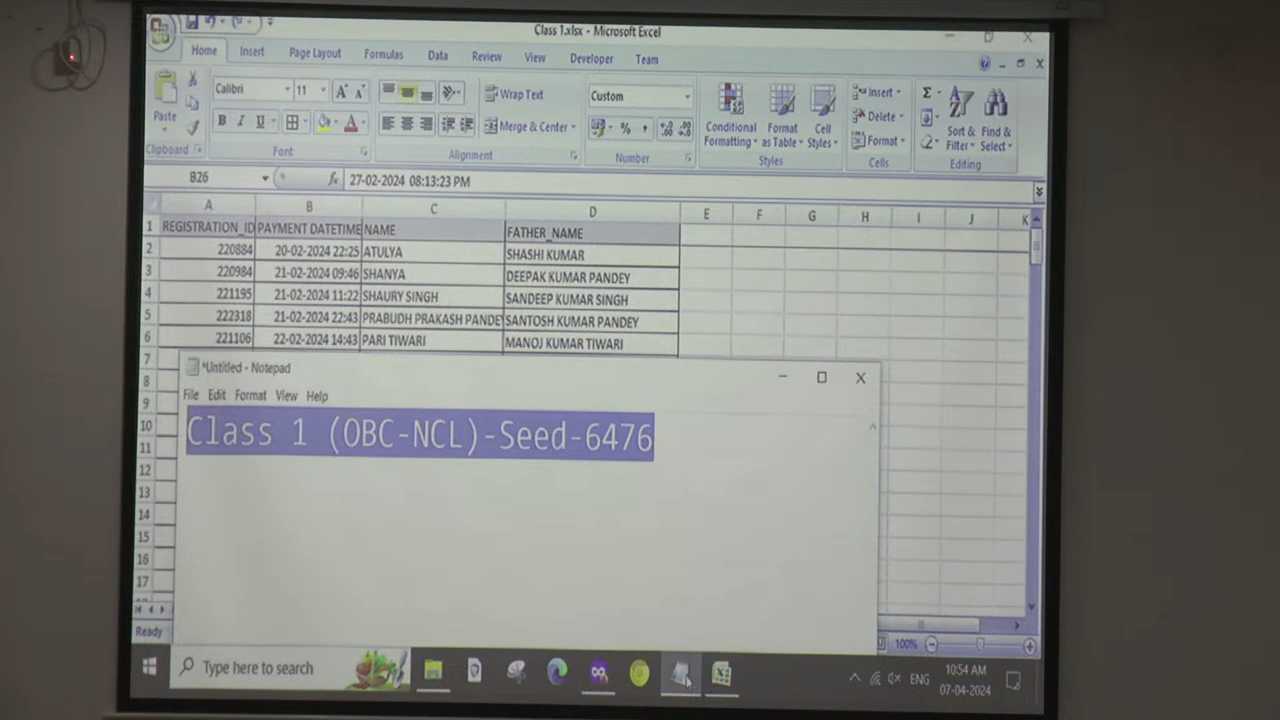 Class 1.xlsx - Microsoft Excel
Home Insert Page Layout Formulas Data Review View Developer Team
Calibri 11 Wrap Text Custom Insert
Paste B I U Merge & Center % , Conditional Formatting Format as Table Cell Styles Delete Format Σ Sort & Filter Find & Select
Clipboard Font Alignment Number Styles Cells Editing
B26 fx 27-02-2024 08:13:23 PM
A B C D E F G H I J K
1 REGISTRATION_ID PAYMENT DATETIME NAME FATHER_NAME
2 220884 20-02-2024 22:25 ATULYA SHASHI KUMAR
3 220984 21-02-2024 09:46 SHANYA DEEPAK KUMAR PANDEY
4 221195 21-02-2024 11:22 SHAURY SINGH SANDEEP KUMAR SINGH
5 222318 21-02-2024 22:43 PRABUDH PRAKASH PANDE SANTOSH KUMAR PANDEY
6 221106 22-02-2024 14:43 PARI TIWARI MANOJ KUMAR TIWARI
7
8
9
10
11
12
13
14
15
16
17
*Untitled - Notepad
File Edit Format View Help
Class 1 (OBC-NCL)-Seed-6476
Ready 100%
Type here to search ENG 10:54 AM
07-04-2024